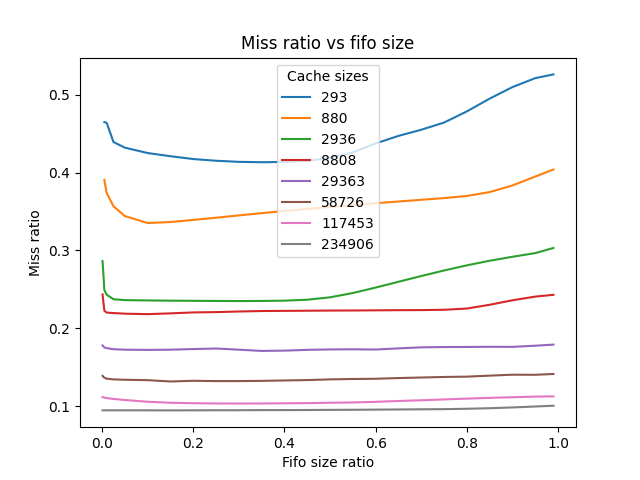 Miss ratio vs fifo size
Cache sizes
293
880
2936
8808
29363
58726
117453
234906
0.5
0.4
0.3
0.2
0.1
Miss ratio
0.0 0.2 0.4 0.6 0.8 1.0
Fifo size ratio